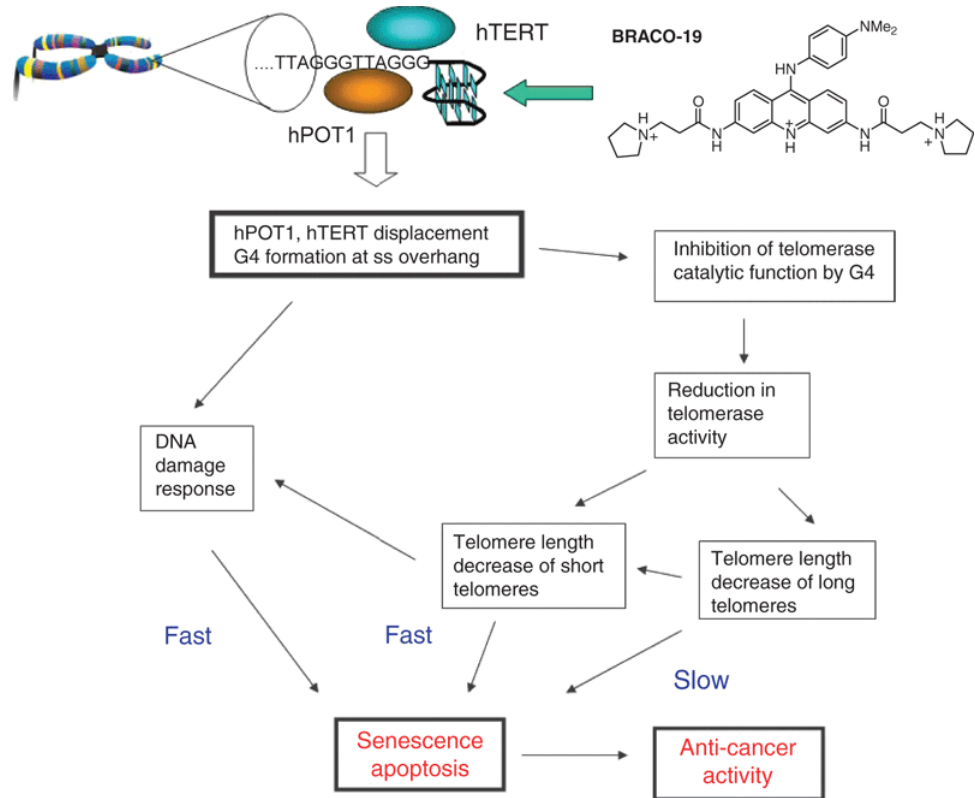 hTERT
BRACO-19
NMe2
HN
....TTAGGGTTAGGG
hPOT1
O
O
H
N
+
N
H
+
N
H
N
H
H
N
+
hPOT1, hTERT displacement
G4 formation at ss overhang
Inhibition of telomerase
catalytic function by G4
Reduction in
telomerase
activity
DNA
damage
response
Telomere length
decrease of short
telomeres
Telomere length
decrease of long
telomeres
Fast
Fast
Slow
Senescence
apoptosis
Anti-cancer
activity